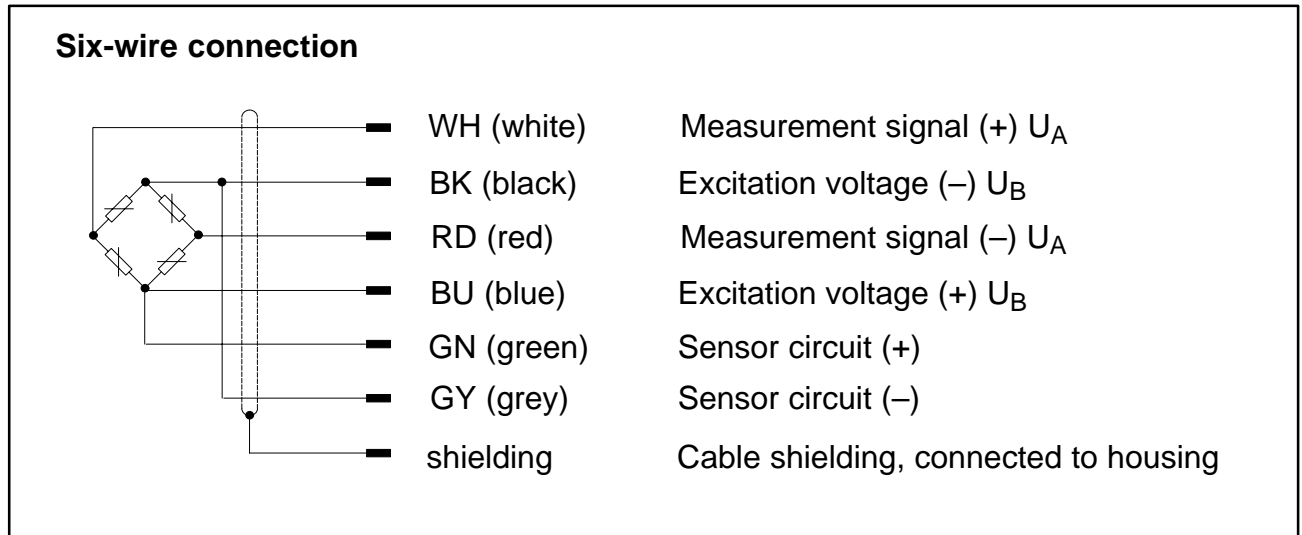 Six-wire connection
WH (white) Measurement signal (+) UA
BK (black) Excitation voltage (–) UB
RD (red) Measurement signal (–) UA
BU (blue) Excitation voltage (+) UB
GN (green) Sensor circuit (+)
GY (grey) Sensor circuit (–)
shielding Cable shielding, connected to housing